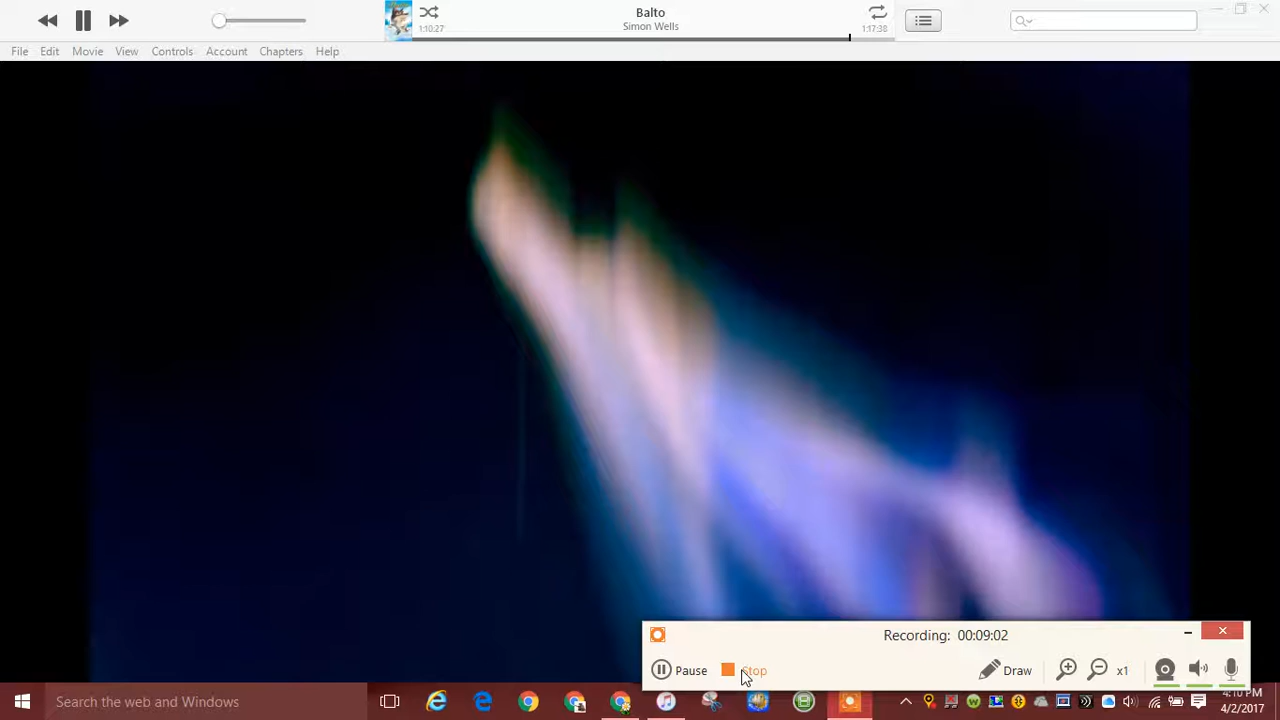 Balto
Simon Wells
1:10:27
1:17:38
File Edit Movie View Controls Account Chapters Help
Recording: 00:09:02
Pause Stop Draw x1
Search the web and Windows
4:10 PM
4/2/2017